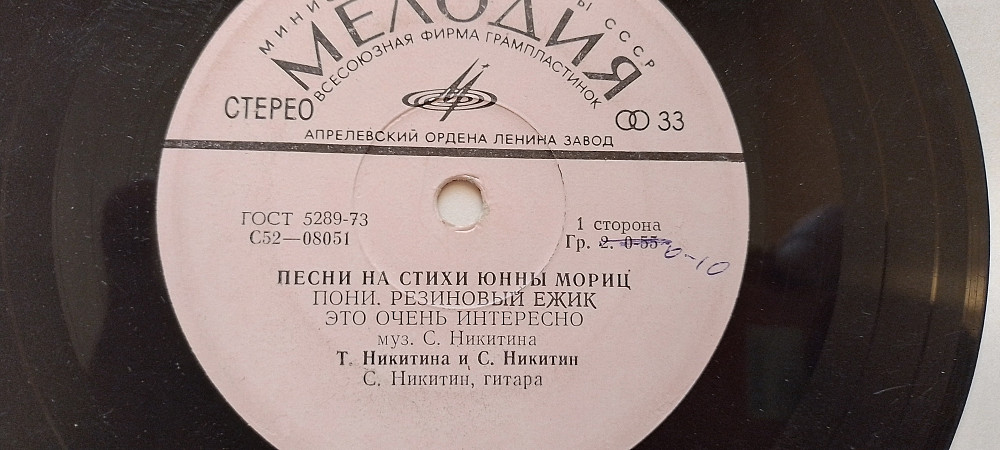 МИНИ Ы СССР
МЕЛОДИЯ
ВСЕСОЮЗНАЯ ФИРМА ГРАМПЛАСТИНОК
СТЕРЕО
33
АПРЕЛЕВСКИЙ ОРДЕНА ЛЕНИНА ЗАВОД
ГОСТ 5289-73
С52—08051
1 сторона
Гр. 2. 0-55 0-10
ПЕСНИ НА СТИХИ ЮННЫ МОРИЦ
ПОНИ. РЕЗИНОВЫЙ ЕЖИК
ЭТО ОЧЕНЬ ИНТЕРЕСНО
муз. С. Никитина
Т. Никитина и С. Никитин
С. Никитин, гитара